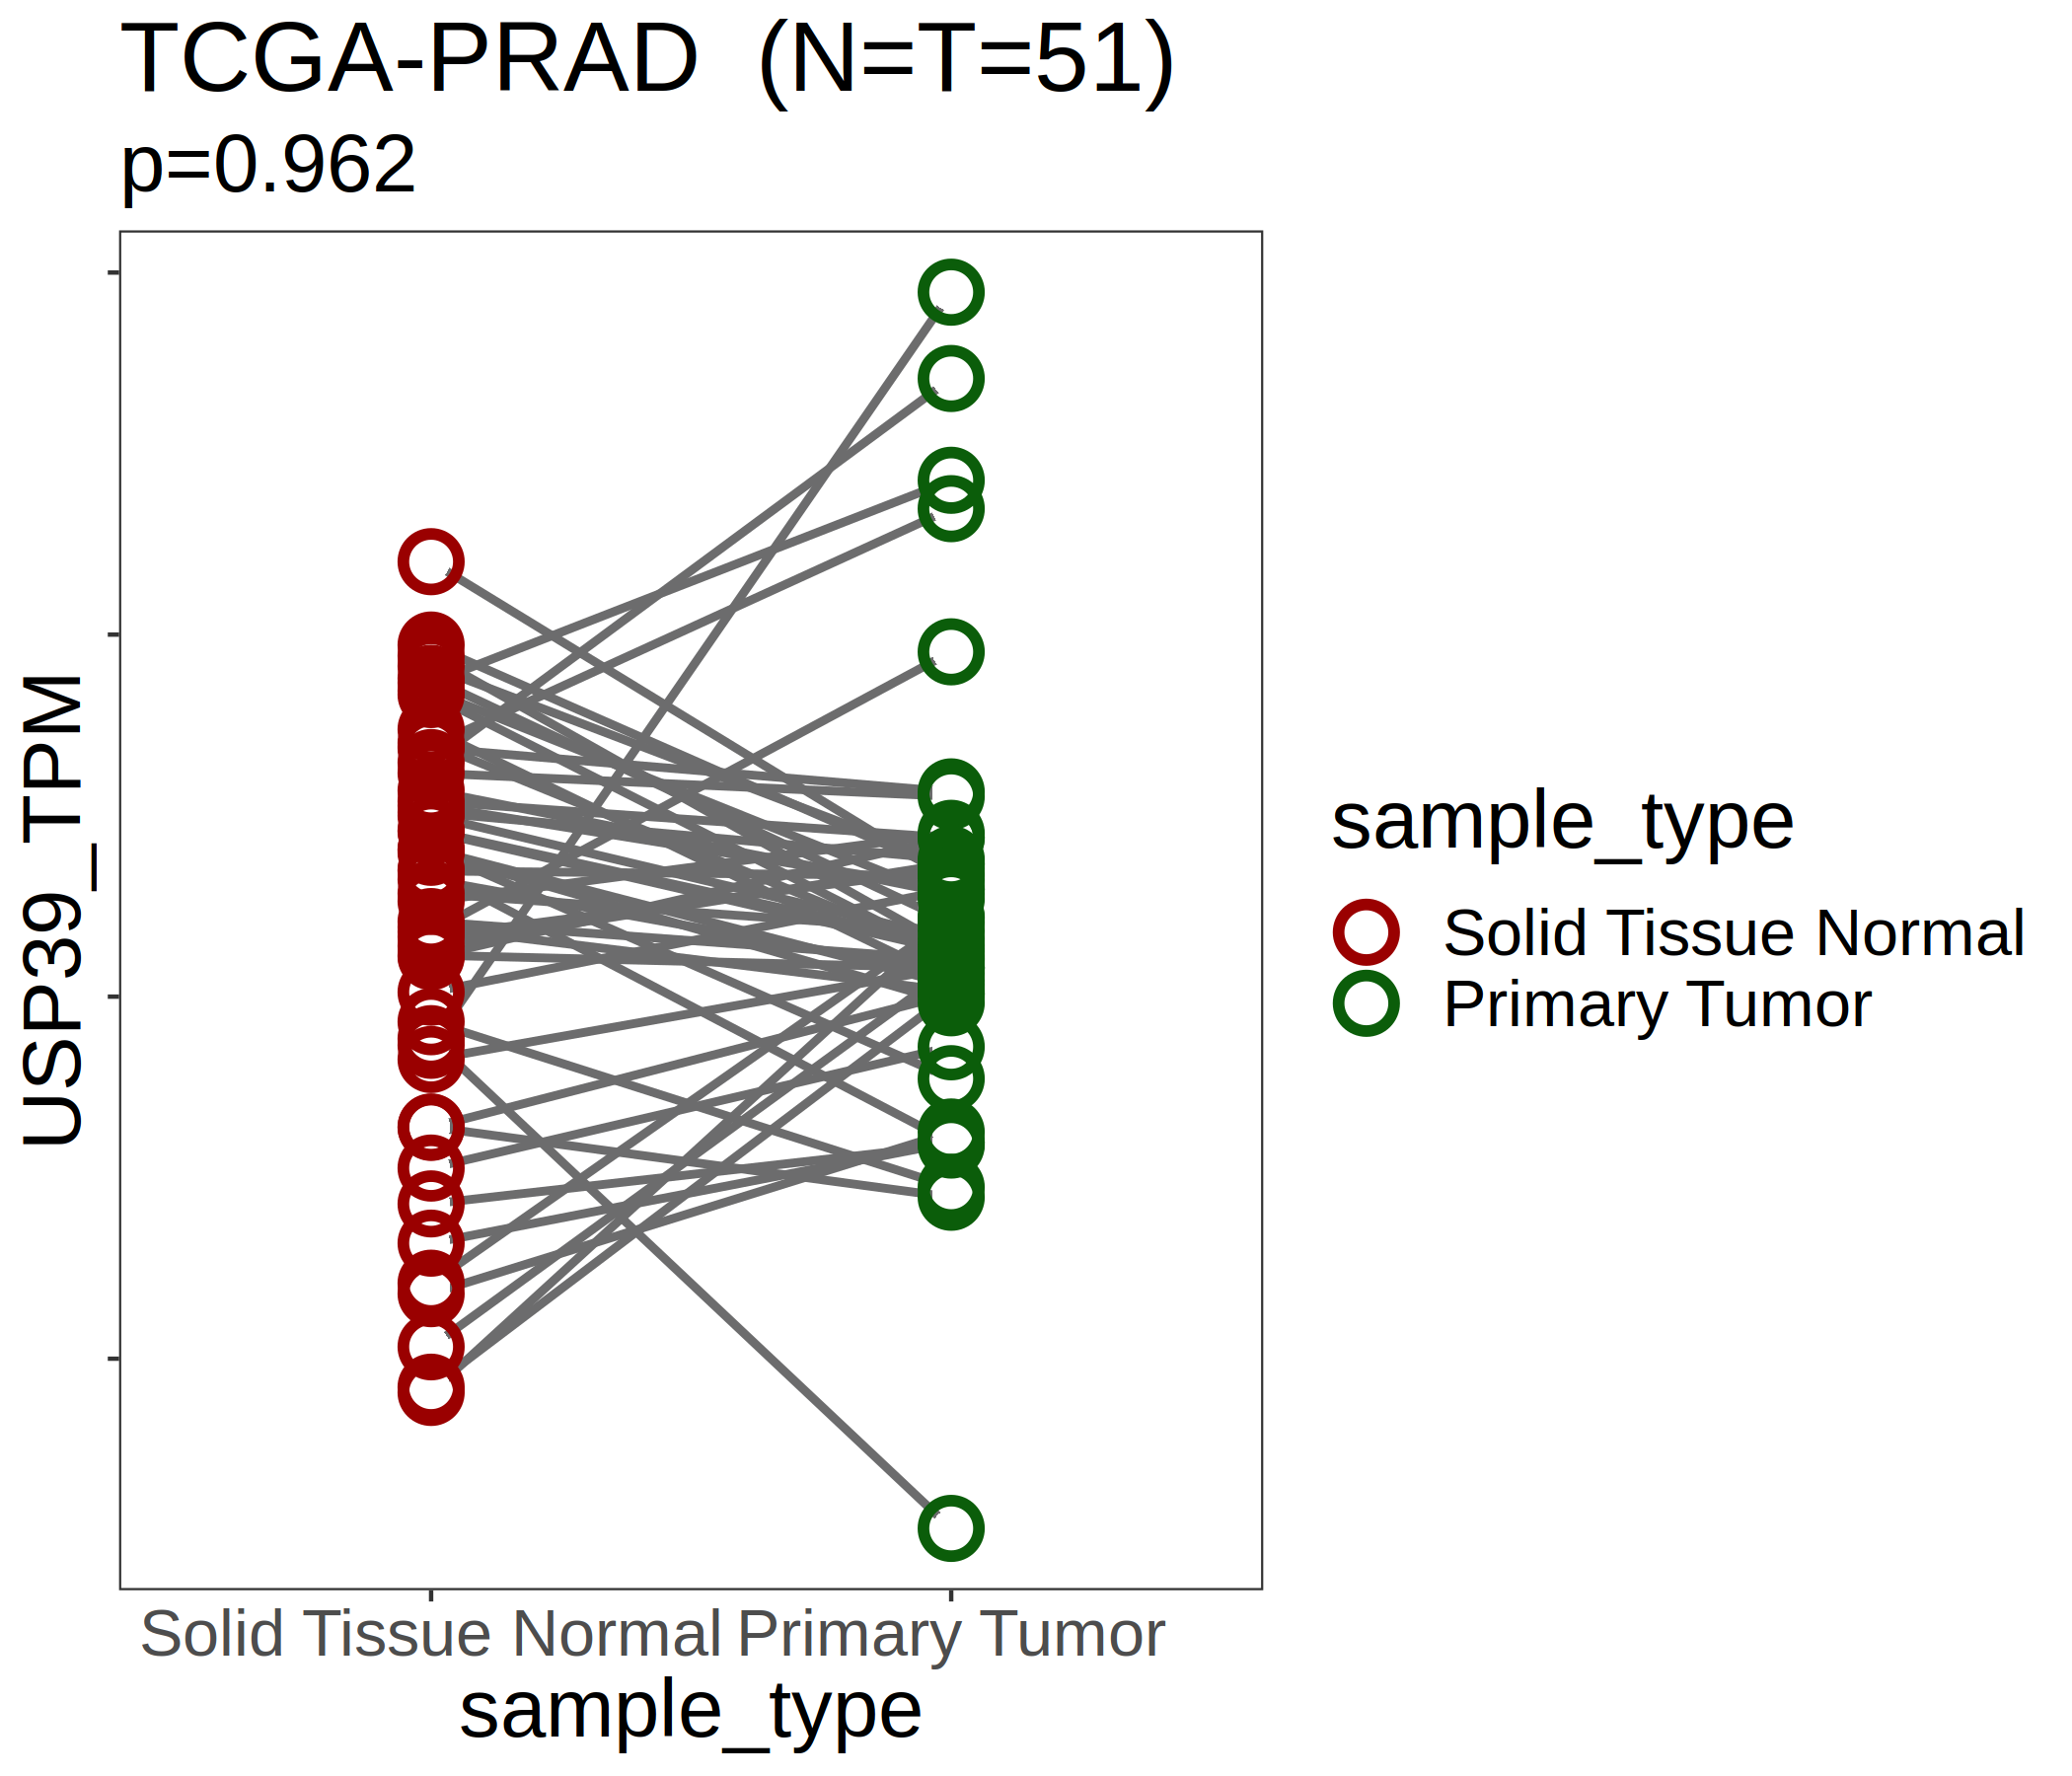 TCGA-PRAD  (N=T=51)
p=0.962
USP39_TPM
Solid Tissue Normal
Primary Tumor
sample_type
sample_type
Solid Tissue Normal
Primary Tumor